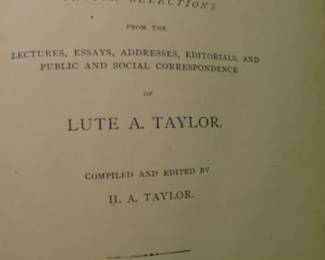 SELECTIONS
FROM THE
LECTURES, ESSAYS, ADDRESSES, EDITORIALS, AND
PUBLIC AND SOCIAL CORRESPONDENCE
OF
LUTE A. TAYLOR.
COMPILED AND EDITED BY
H. A. TAYLOR.